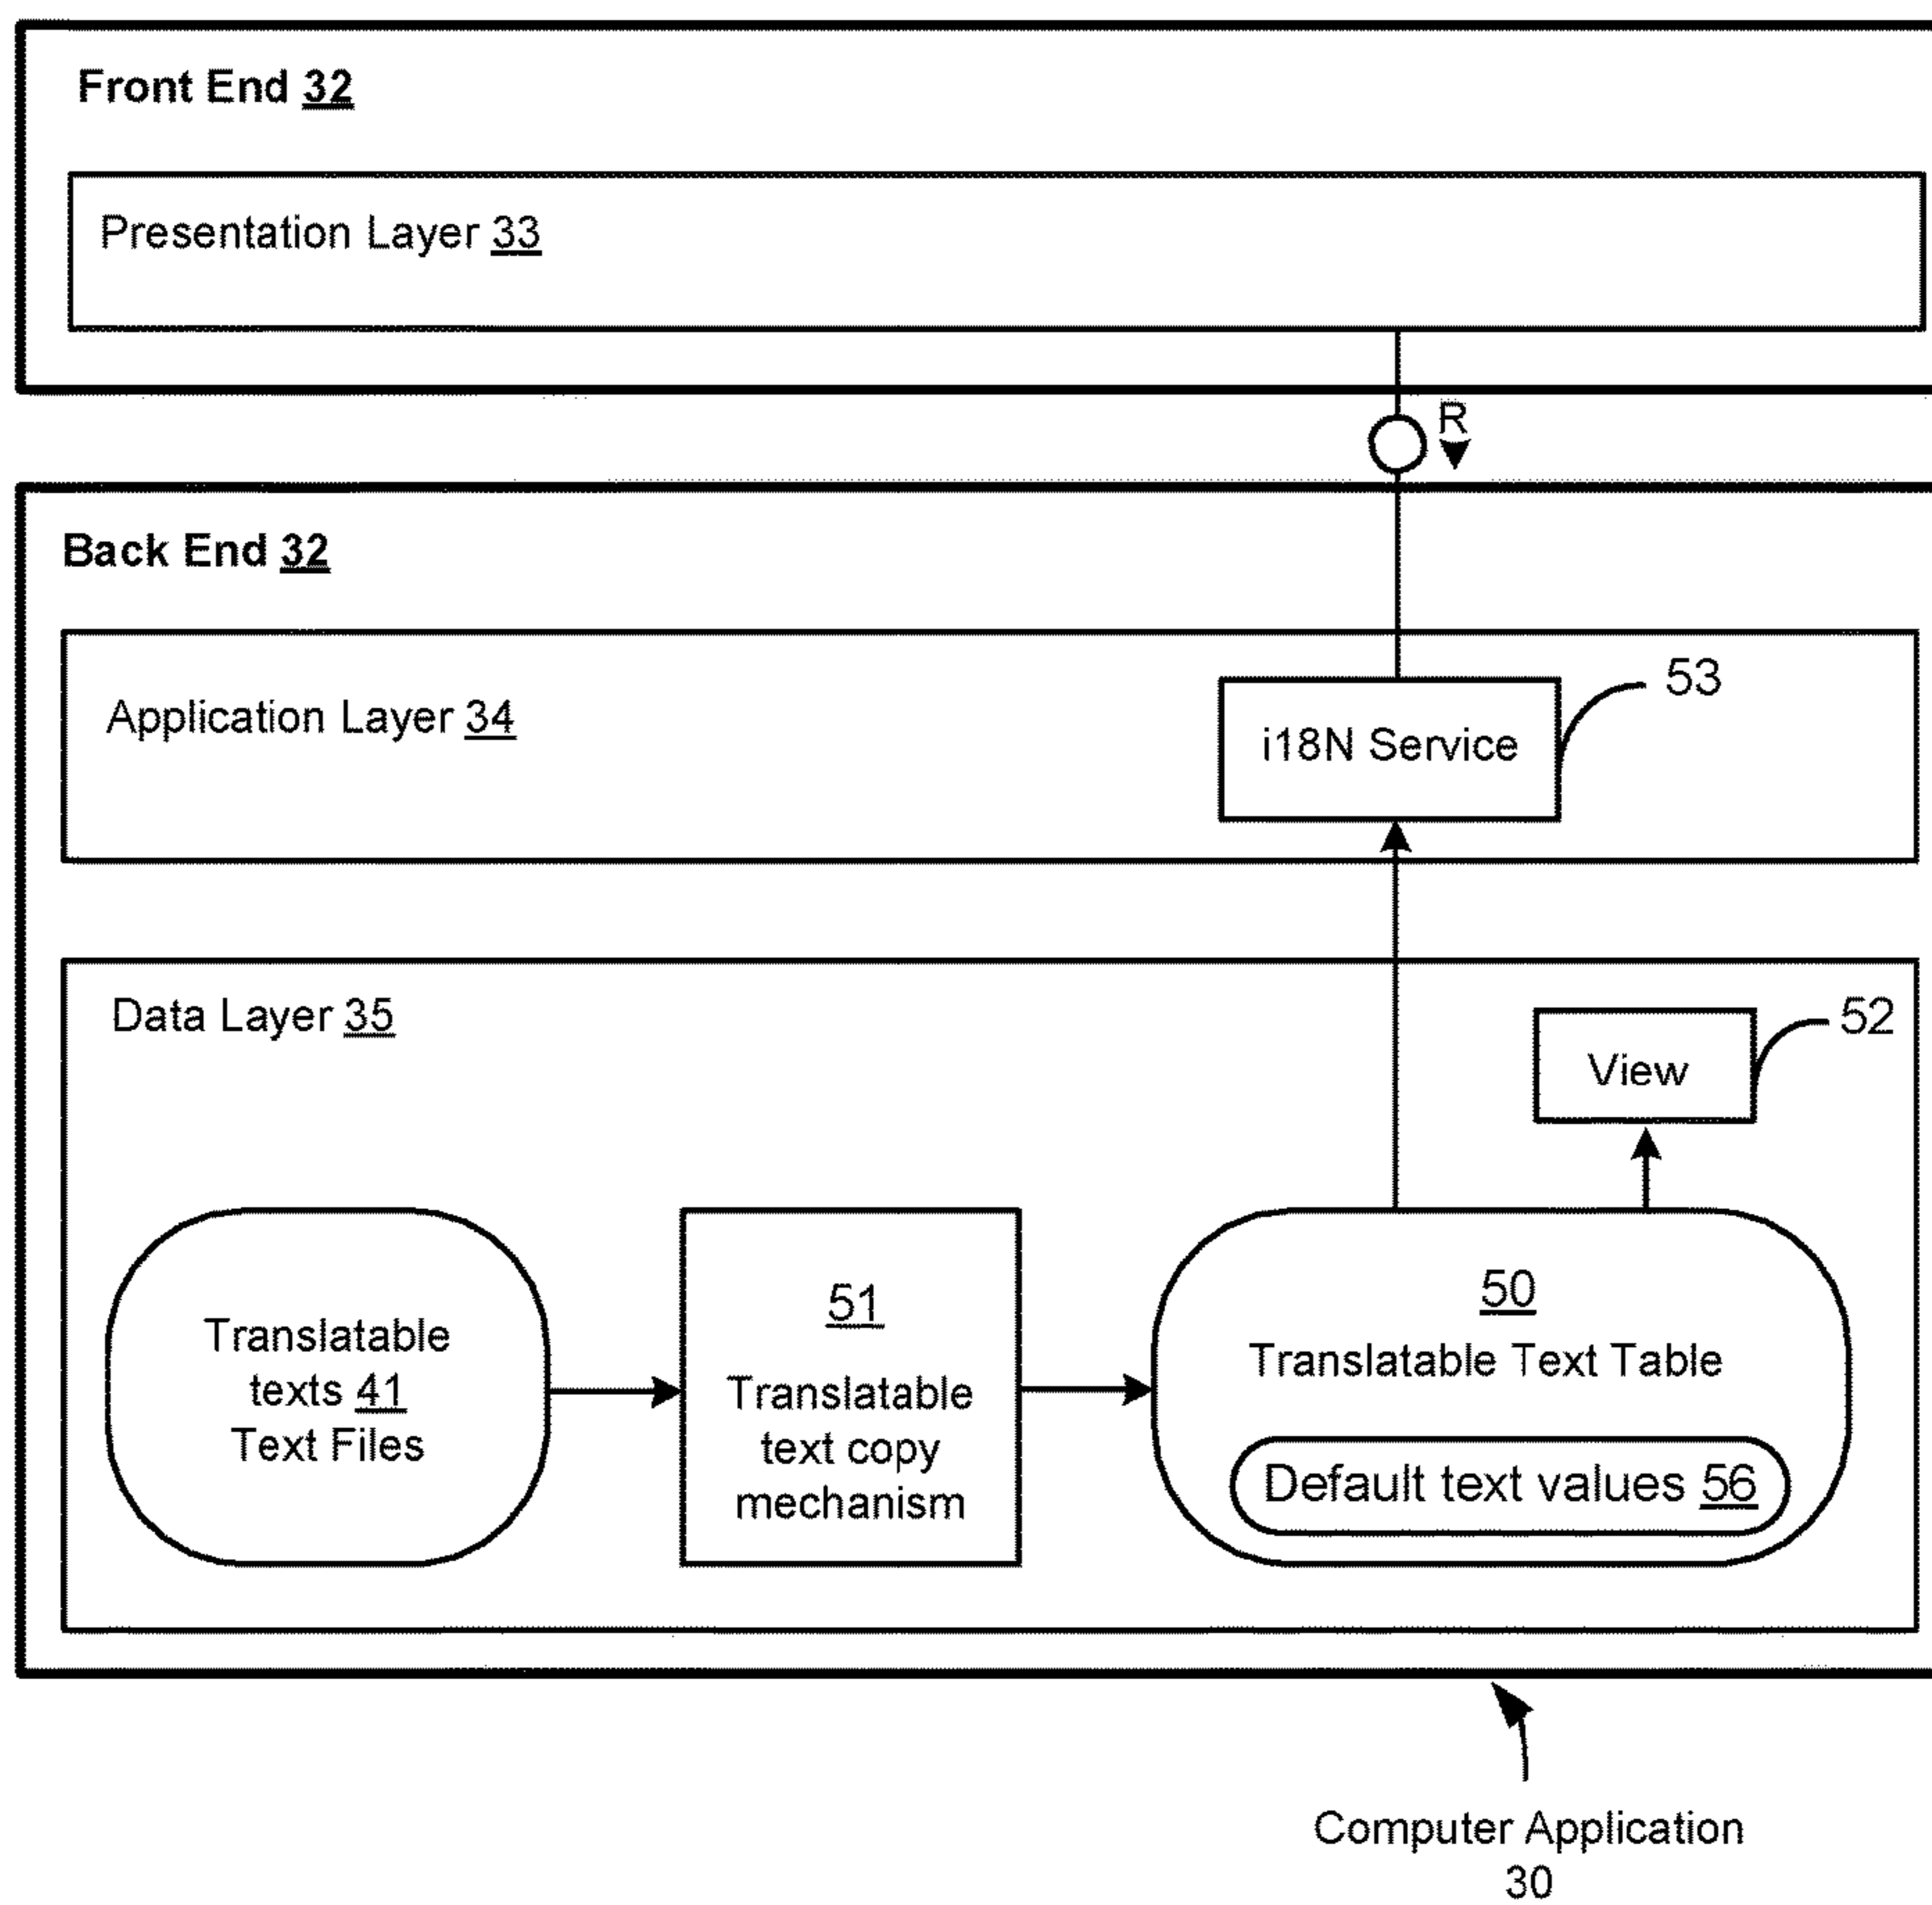 Front End 32
Presentation Layer 33
R
Back End 32
Application Layer 34
i18N Service
53
Data Layer 35
View
52
Translatable
texts 41
Text Files
51
Translatable
text copy
mechanism
50
Translatable Text Table
Default text values 56
Computer Application
30